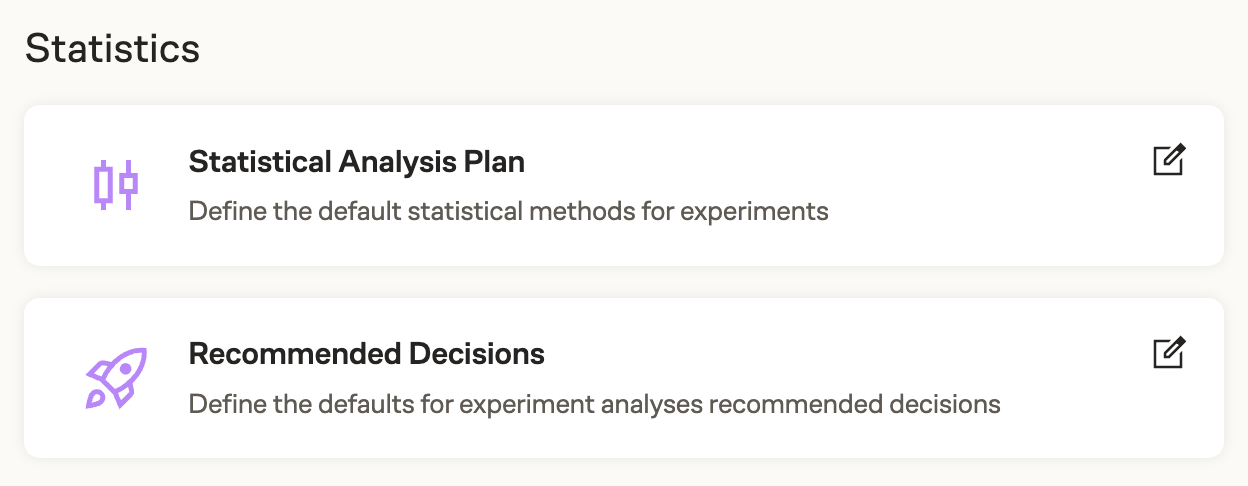 Statistics
Statistical Analysis Plan
Define the default statistical methods for experiments
Recommended Decisions
Define the defaults for experiment analyses recommended decisions